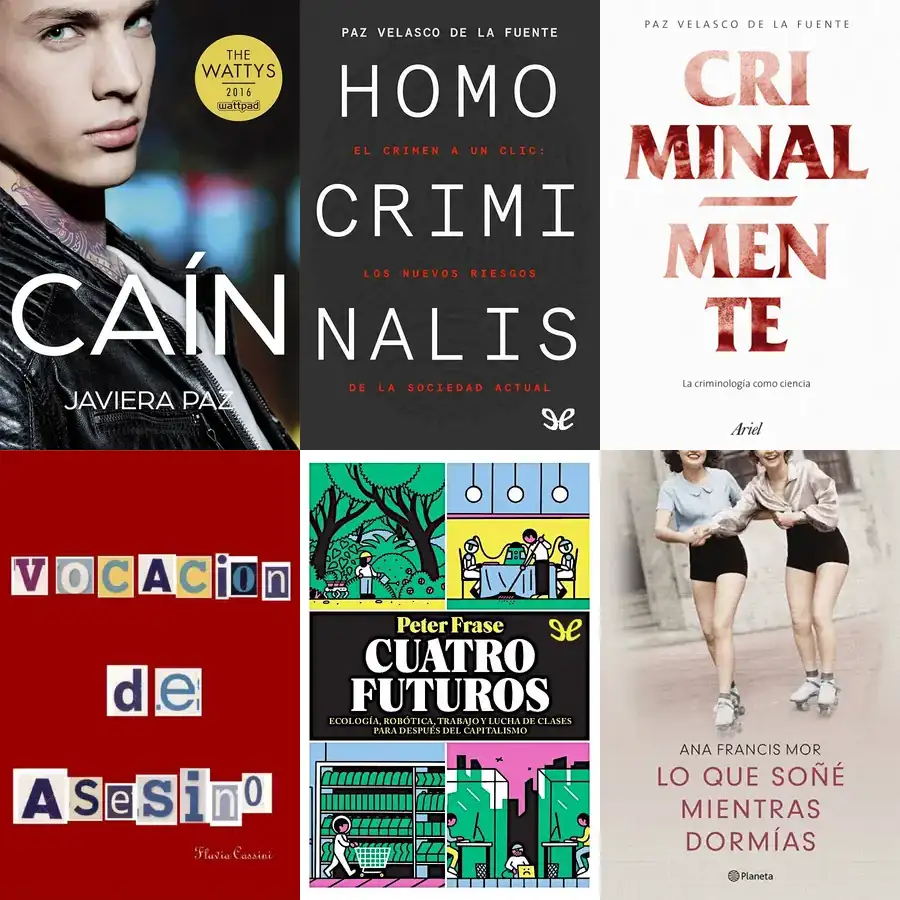 THE
WATTYS
2016
wattpad
CAÍN
JAVIERA PAZ
PAZ VELASCO DE LA FUENTE
HOMO
EL CRIMEN A UN CLIC:
CRIMI
LOS NUEVOS RIESGOS
NALIS
DE LA SOCIEDAD ACTUAL
PAZ VELASCO DE LA FUENTE
CRI
MINAL
MEN
TE
La criminología como ciencia
Ariel
VOCACIon
de
AseSino
Flavia Cassini
Peter Frase
CUATRO
FUTUROS
ECOLOGÍA, ROBÓTICA, TRABAJO Y LUCHA DE CLASES
PARA DESPUÉS DEL CAPITALISMO
ANA FRANCIS MOR
LO QUE SOÑÉ
MIENTRAS
DORMÍAS
Planeta